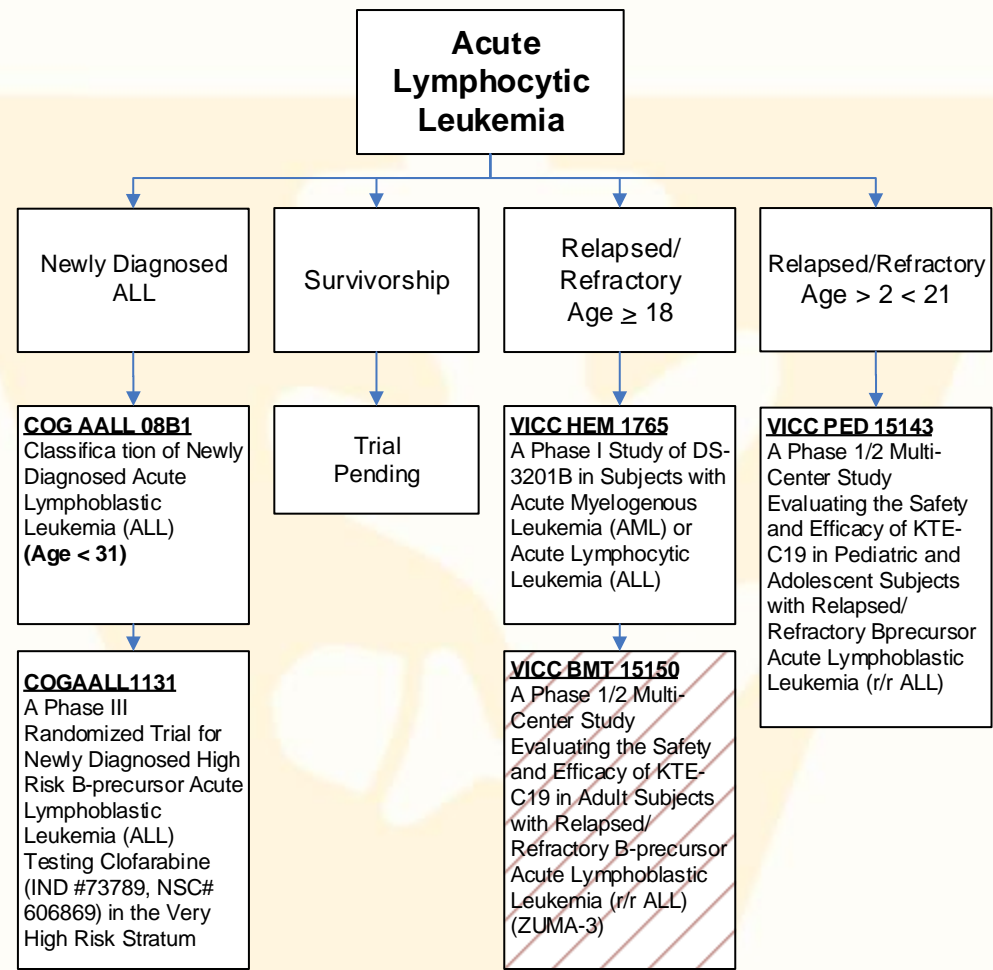 Acute
Lymphocytic
Leukemia
Newly Diagnosed
ALL
Survivorship
Relapsed/
Refractory
Age ≥ 18
Relapsed/Refractory
Age > 2 < 21
COG AALL 08B1
Classification of Newly
Diagnosed Acute
Lymphoblastic
Leukemia (ALL)
(Age < 31)
Trial
Pending
VICC HEM 1765
A Phase I Study of DS-
3201B in Subjects with
Acute Myelogenous
Leukemia (AML) or
Acute Lymphocytic
Leukemia (ALL)
VICC PED 15143
A Phase 1/2 Multi-
Center Study
Evaluating the Safety
and Efficacy of KTE-
C19 in Pediatric and
Adolescent Subjects
with Relapsed/
Refractory Bprecursor
Acute Lymphoblastic
Leukemia (r/r ALL)
COGAALL1131
A Phase III
Randomized Trial for
Newly Diagnosed High
Risk B-precursor Acute
Lymphoblastic
Leukemia (ALL)
Testing Clofarabine
(IND #73789, NSC#
606869) in the Very
High Risk Stratum
VICC BMT 15150
A Phase 1/2 Multi-
Center Study
Evaluating the Safety
and Efficacy of KTE-
C19 in Adult Subjects
with Relapsed/
Refractory B-precursor
Acute Lymphoblastic
Leukemia (r/r ALL)
(ZUMA-3)